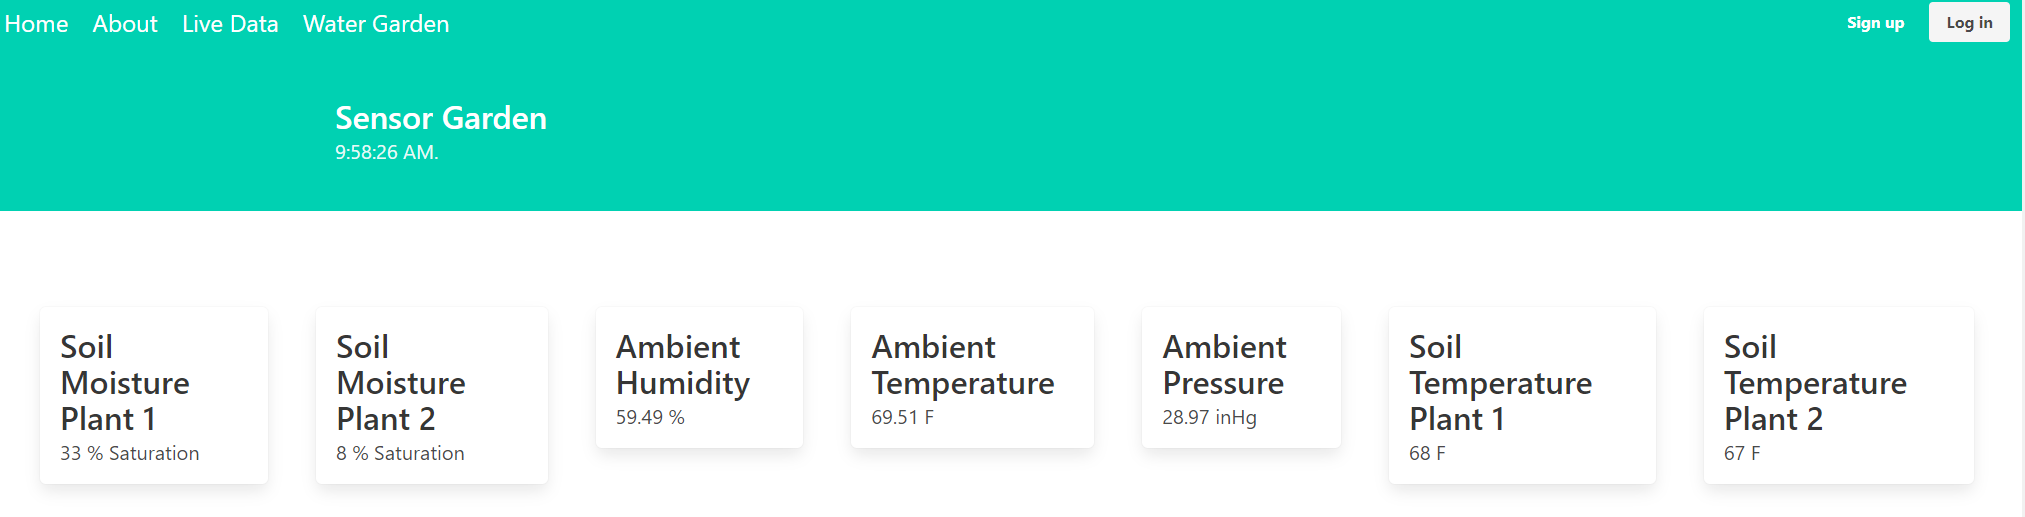 Home About Live Data Water Garden Sign up Log in
Sensor Garden
9:58:26 AM.
Soil
Moisture
Plant 1
33 % Saturation
Soil
Moisture
Plant 2
8 % Saturation
Ambient
Humidity
59.49 %
Ambient
Temperature
69.51 F
Ambient
Pressure
28.97 inHg
Soil
Temperature
Plant 1
68 F
Soil
Temperature
Plant 2
67 F